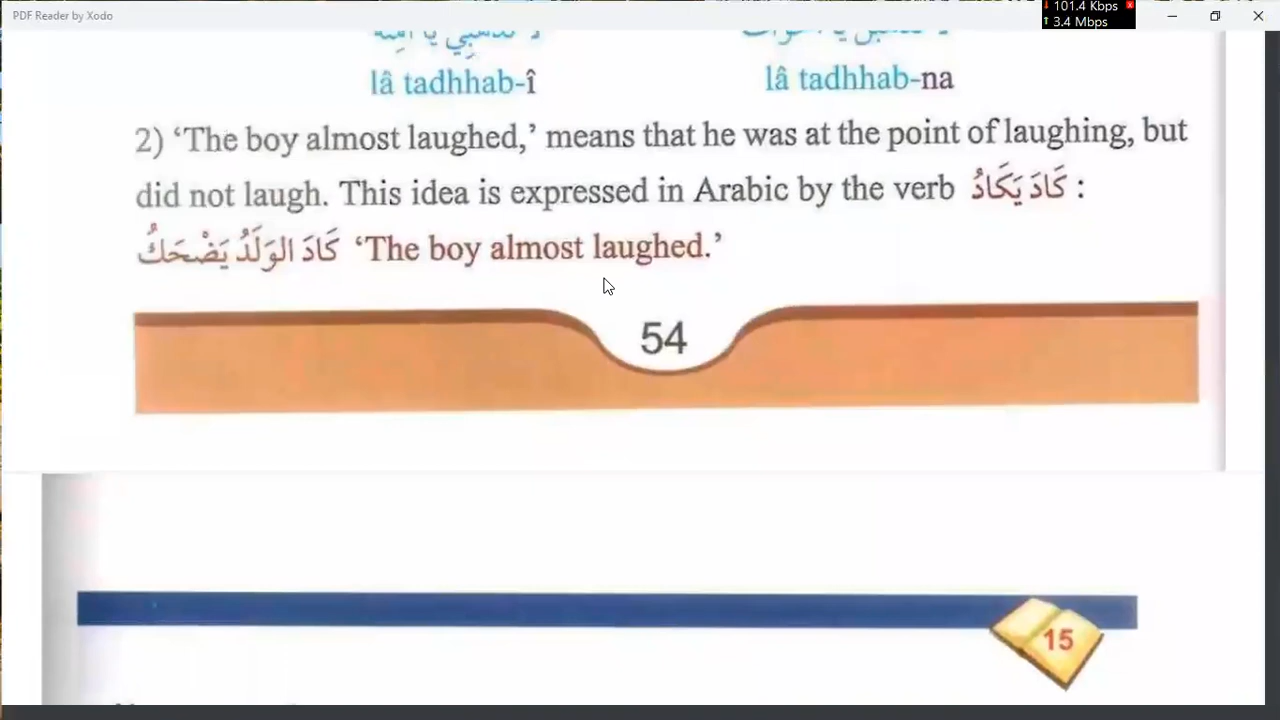 PDF Reader by Xodo
101.4 Kbps
3.4 Mbps
lâ tadhhab-î lâ tadhhab-na
2) ‘The boy almost laughed,’ means that he was at the point of laughing, but
did not laugh. This idea is expressed in Arabic by the verb كَادَ يَكَادُ :
كَادَ الوَلَدُ يَضْحَكُ ‘The boy almost laughed.’
54
15